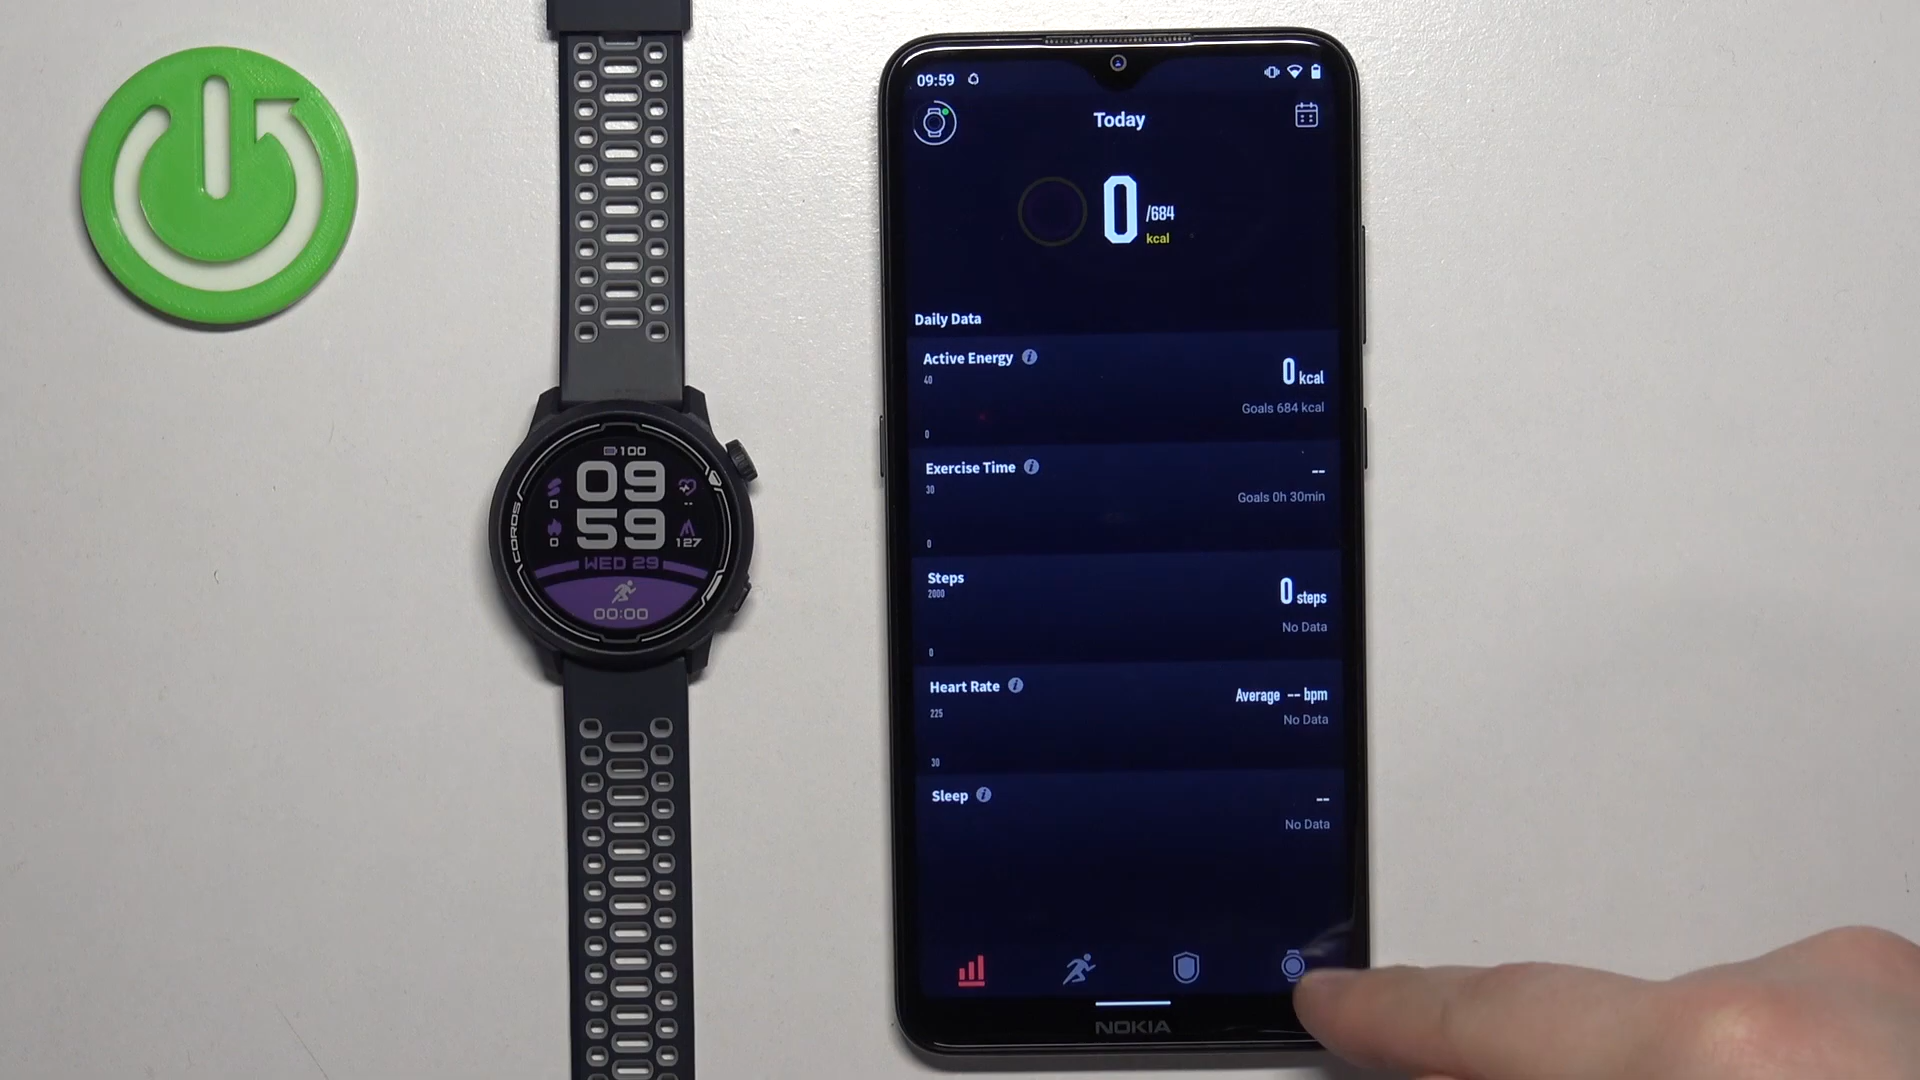 100
09
59
0
--
0
127
COROS
WED 29
00:00
09:59
Today
0 /684
kcal
Daily Data
Active Energy i
40
0 kcal
Goals 684 kcal
0
Exercise Time i
--
30
Goals 0h 30min
0
Steps
2000
0 steps
No Data
0
Heart Rate i
Average -- bpm
225
No Data
30
Sleep i
--
No Data
NOKIA